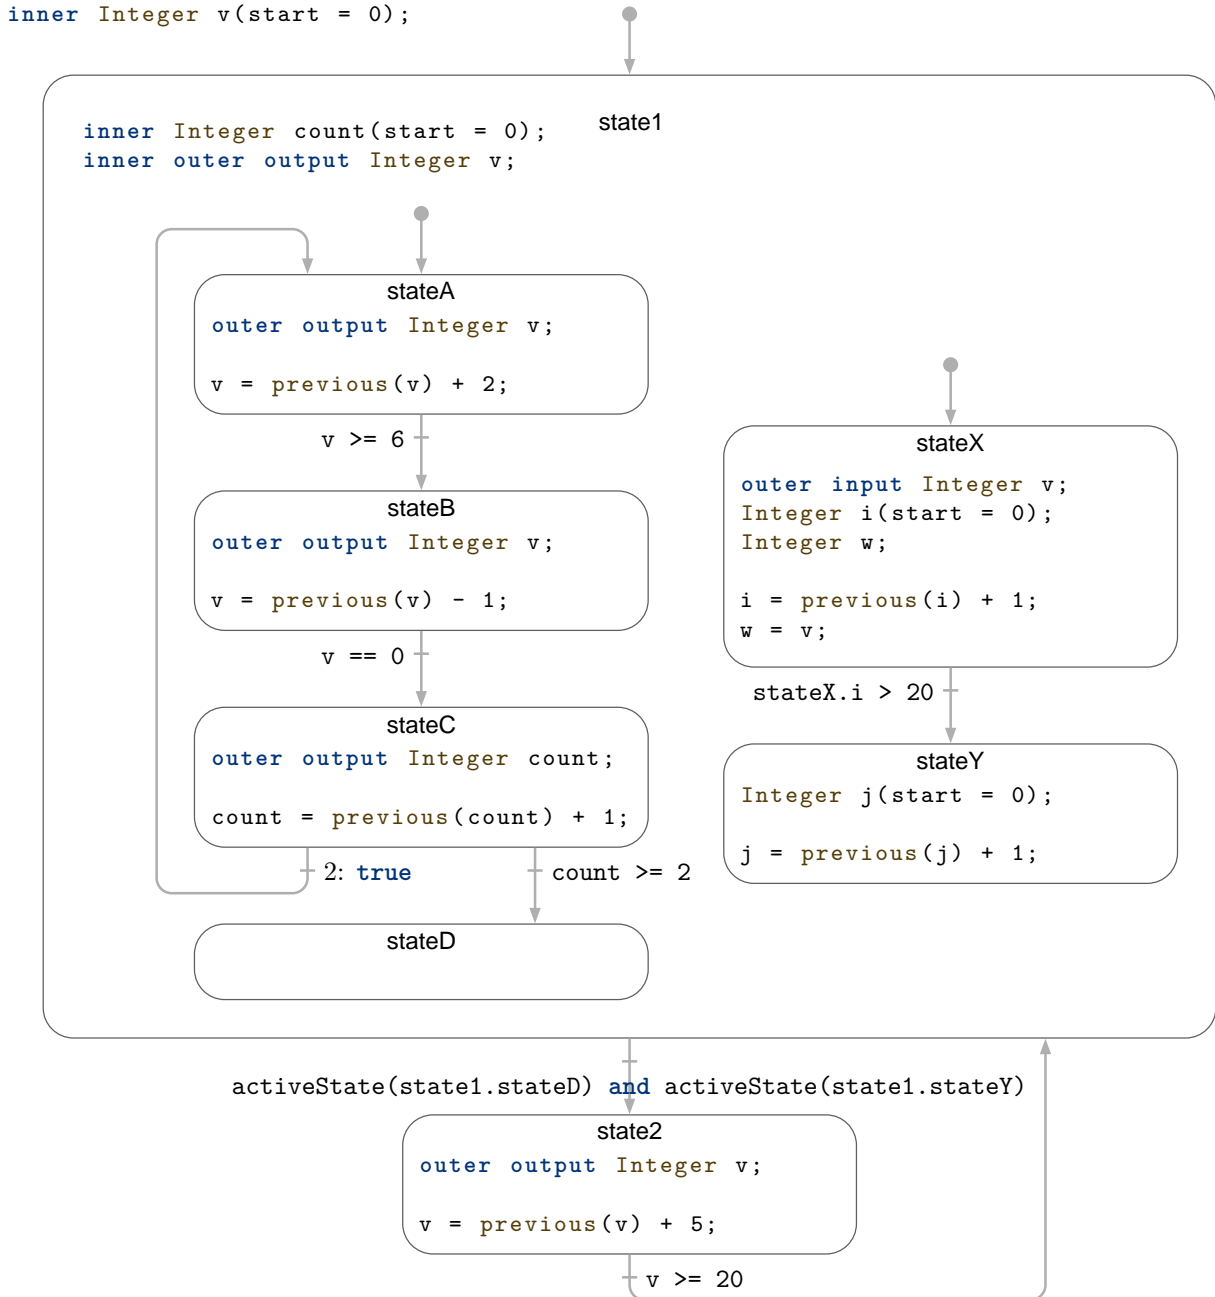 inner Integer v(start = 0);
state1
inner Integer count(start = 0);
inner outer output Integer v;
stateA
outer output Integer v;
v = previous(v) + 2;
v >= 6
stateB
outer output Integer v;
v = previous(v) - 1;
v == 0
stateC
outer output Integer count;
count = previous(count) + 1;
2: true
count >= 2
stateD
stateX
outer input Integer v;
Integer i(start = 0);
Integer w;
i = previous(i) + 1;
w = v;
stateX.i > 20
stateY
Integer j(start = 0);
j = previous(j) + 1;
activeState(state1.stateD) and activeState(state1.stateY)
state2
outer output Integer v;
v = previous(v) + 5;
v >= 20